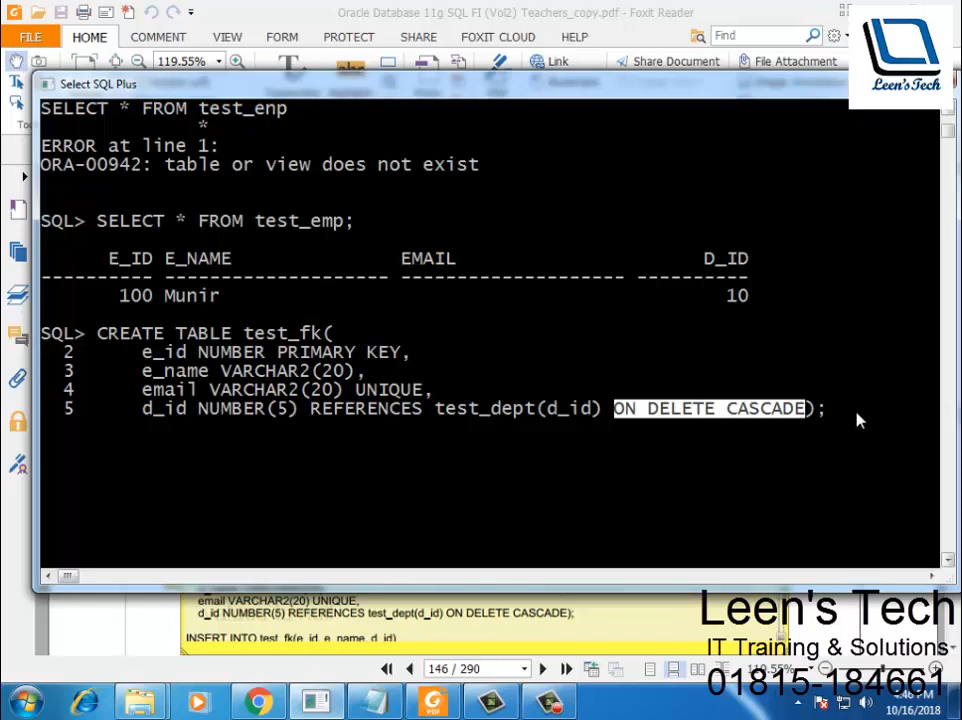 Oracle Database 11g SQL FI (Vol2) Teachers_copy.pdf - Foxit Reader
FILE HOME COMMENT VIEW FORM PROTECT SHARE FOXIT CLOUD HELP Find
119.55% Link Share Document File Attachment
Leen's Tech
Select SQL Plus
SELECT * FROM test_enp
*
ERROR at line 1:
ORA-00942: table or view does not exist
SQL> SELECT * FROM test_emp;
E_ID E_NAME EMAIL D_ID
---------- -------------------- -------------------- ----------
100 Munir 10
SQL> CREATE TABLE test_fk(
2 e_id NUMBER PRIMARY KEY,
3 e_name VARCHAR2(20),
4 email VARCHAR2(20) UNIQUE,
5 d_id NUMBER(5) REFERENCES test_dept(d_id) ON DELETE CASCADE);
email VARCHAR2(20) UNIQUE,
d_id NUMBER(5) REFERENCES test_dept(d_id) ON DELETE CASCADE);
INSERT INTO test_fk(e_id, e_name, d_id)
Leen's Tech
IT Training & Solutions
01815-184661
146 / 290
4:46 PM
10/16/2018